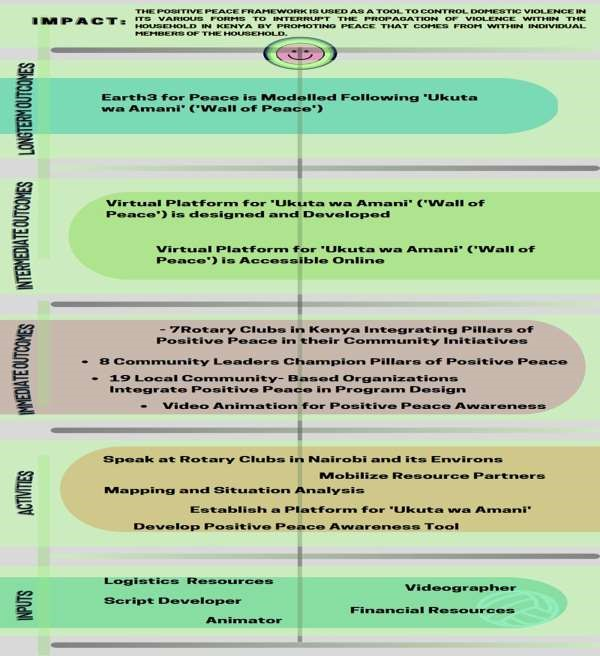 IMPACT:
THE POSITIVE PEACE FRAMEWORK IS USED AS A TOOL TO CONTROL DOMESTIC VIOLENCE IN
ITS VARIOUS FORMS TO INTERRUPT THE PROPAGATION OF VIOLENCE WITHIN THE
HOUSEHOLD IN KENYA BY PROMOTING PEACE THAT COMES FROM WITHIN INDIVIDUAL
MEMBERS OF THE HOUSEHOLD.
LONGTERM OUTCOMES
Earth3 for Peace is Modelled Following 'Ukuta
wa Amani' ('Wall of Peace')
INTERMEDIATE OUTCOMES
Virtual Platform for 'Ukuta wa Amani' ('Wall of
Peace') is designed and Developed
Virtual Platform for 'Ukuta wa Amani' ('Wall of
Peace') is Accessible Online
IMMEDIATE OUTCOMES
- 7Rotary Clubs in Kenya Integrating Pillars of
Positive Peace in their Community Initiatives
• 8 Community Leaders Champion Pillars of Positive Peace
• 19 Local Community- Based Organizations
Integrate Positive Peace in Program Design
• Video Animation for Positive Peace Awareness
ACTIVITIES
Speak at Rotary Clubs in Nairobi and its Environs
Mobilize Resource Partners
Mapping and Situation Analysis
Establish a Platform for 'Ukuta wa Amani'
Develop Positive Peace Awareness Tool
INPUTS
Logistics Resources
Videographer
Script Developer
Financial Resources
Animator